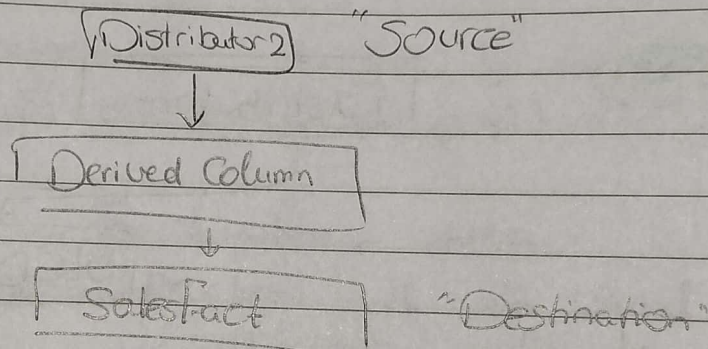 Distributor2 "Source"
Derived Column
SalesFact "Destination"